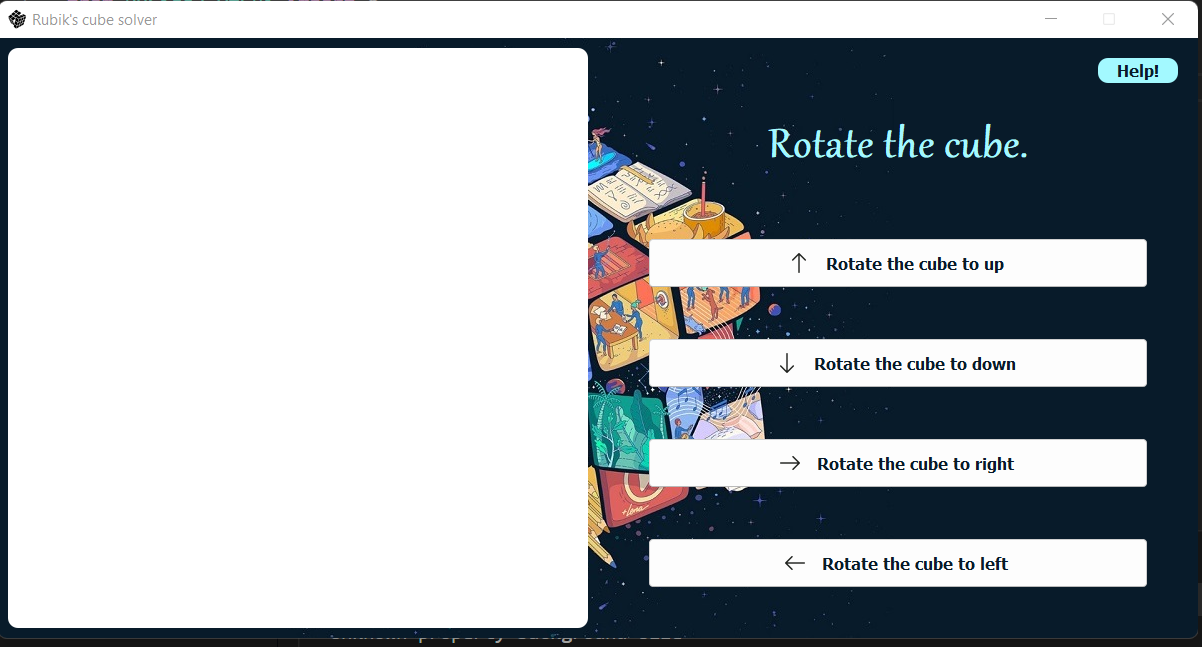 Rubik's cube solver
Help!
Rotate the cube.
↑ Rotate the cube to up
↓ Rotate the cube to down
→ Rotate the cube to right
← Rotate the cube to left